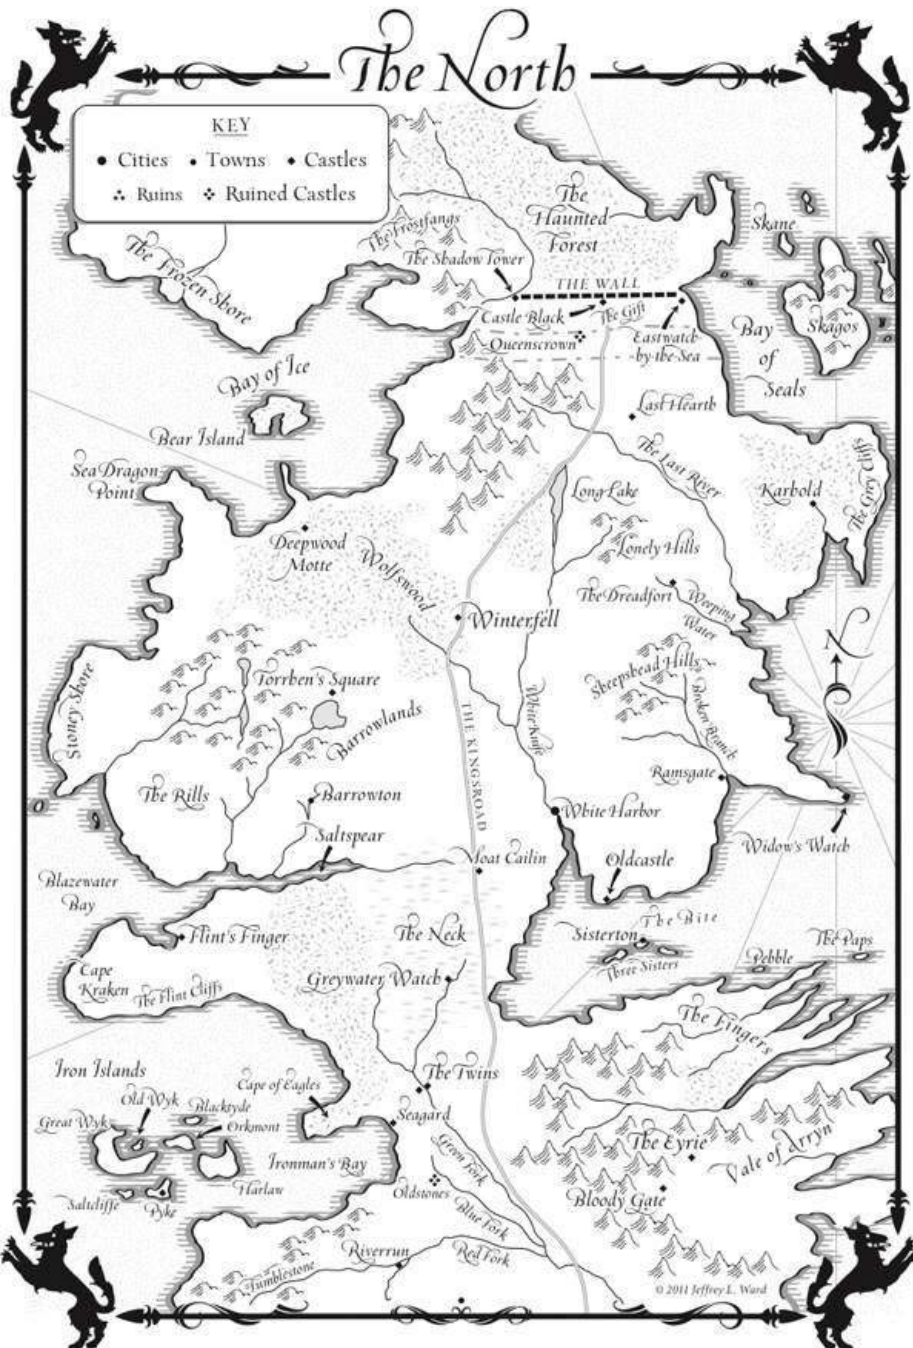 The North
KEY
Cities Towns Castles
Ruins Ruined Castles
The Frozen Shore
The Frostfangs
The
Haunted
Forest
Skane
The Shadow Tower
THE WALL
Castle Black
The Gift
Queenscrown
Eastwatch-
by-the-Sea
Bay
of
Seals
Skagos
Bay of Ice
Bear Island
Last Hearth
Sea Dragon
Point
The Last River
Karhold
The Grey Cliffs
Long Lake
Deepwood
Motte
Wolfswood
Lonely Hills
The Dreadfort
Weeping
Water
Winterfell
N
Stoney Shore
Torrhen's Square
Sheepshead Hills
Barrowlands
THE KINGSROAD
White Knife
Broken Branch
The Rills
Barrowton
Ramsgate
White Harbor
Saltspear
Widow's Watch
Moat Cailin
Oldcastle
Blazewater
Bay
Flint's Finger
The Neck
Sisterton
The Bite
The Paps
Cape
Kraken
The Flint Cliffs
Greywater Watch
Three Sisters
Pebble
The Fingers
Iron Islands
The Twins
Old Wyk
Blacktyde
Cape of Eagles
Great Wyk
Orkmont
Seagard
Ironman's Bay
Green Fork
The Eyrie
Vale of Arryn
Harlaw
Saltcliffe
Pyke
Oldstones
Bloody Gate
Blue Fork
Riverrun
Red Fork
Tumblestone
© 2011 Jeffrey L. Ward